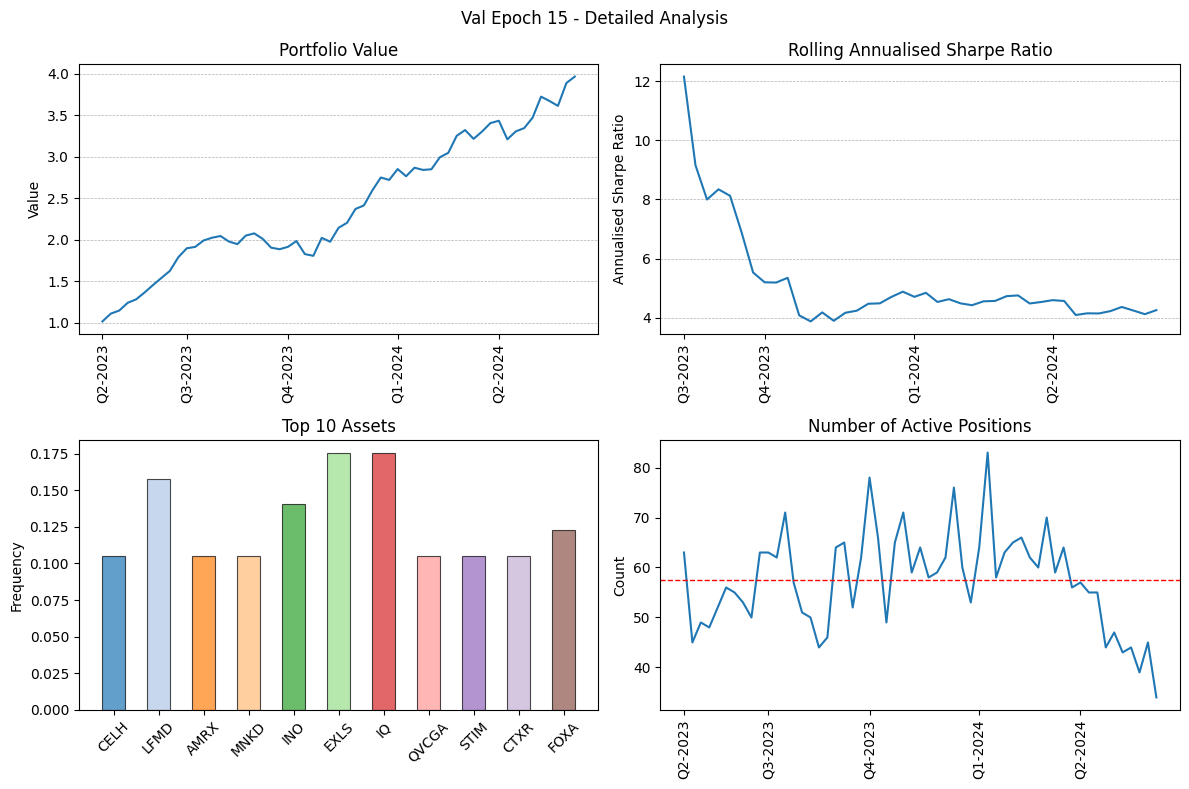 Val Epoch 15 - Detailed Analysis
Portfolio Value
Value
4.0
3.5
3.0
2.5
2.0
1.5
1.0
Q2-2023
Q3-2023
Q4-2023
Q1-2024
Q2-2024
Rolling Annualised Sharpe Ratio
Annualised Sharpe Ratio
12
10
8
6
4
Q3-2023
Q4-2023
Q1-2024
Q2-2024
Top 10 Assets
Frequency
0.175
0.150
0.125
0.100
0.075
0.050
0.025
0.000
CELH
LFMD
AMRX
MNKD
INO
EXLS
IQ
QVCGA
STIM
CTXR
FOXA
Number of Active Positions
Count
80
70
60
50
40
Q2-2023
Q3-2023
Q4-2023
Q1-2024
Q2-2024